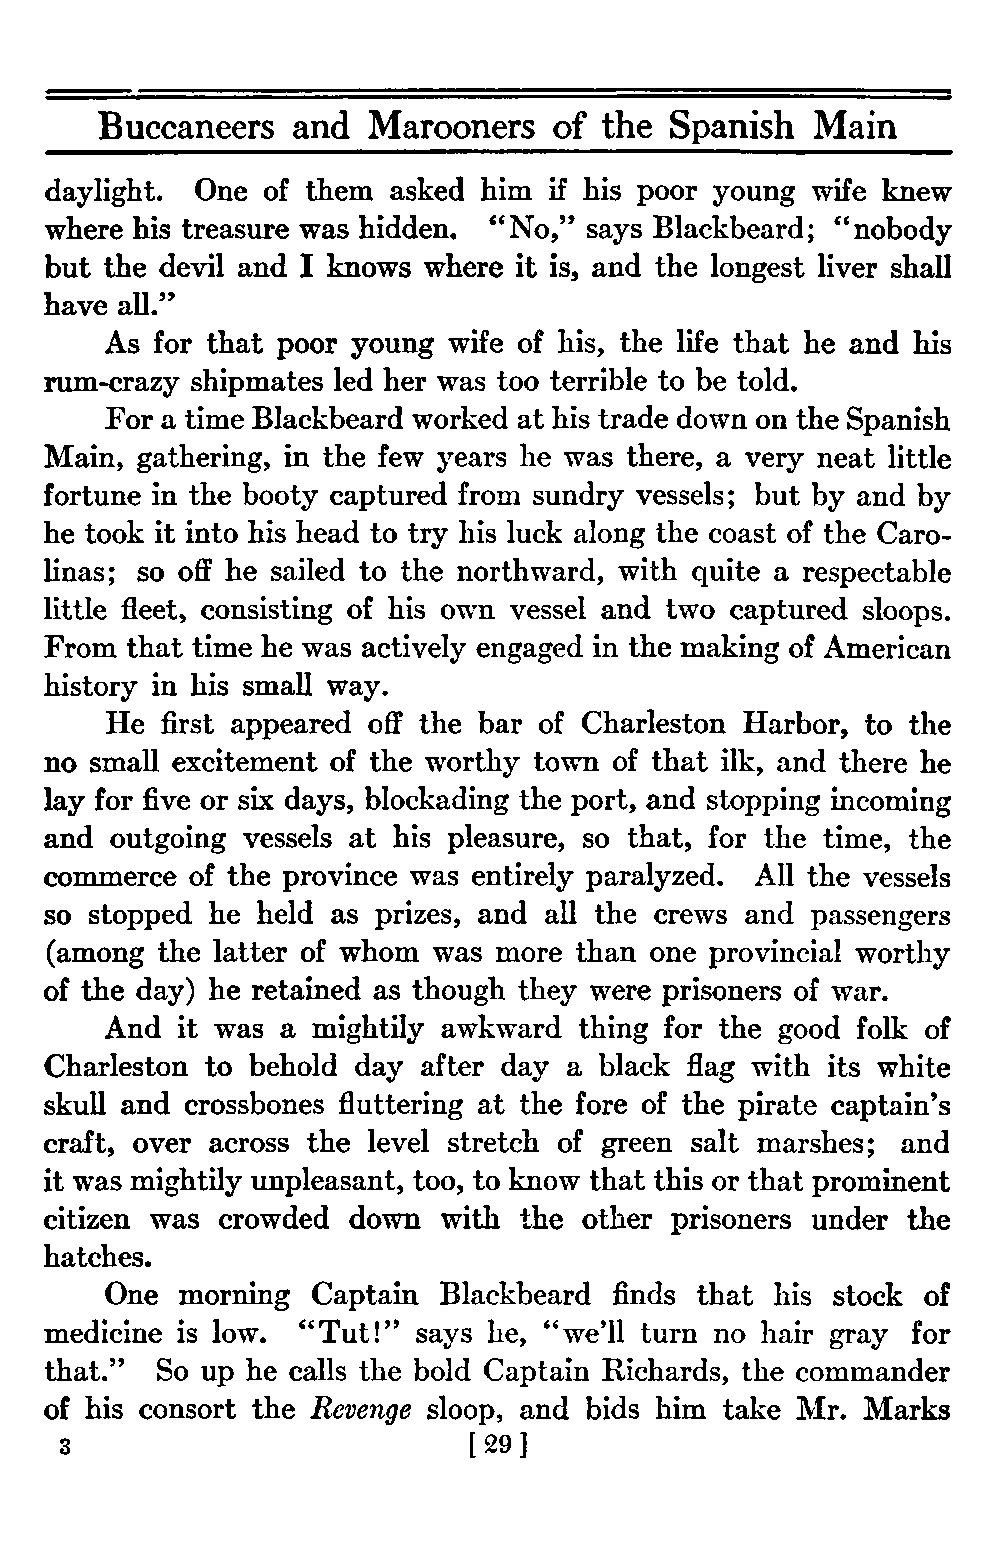 Buccaneers and Marooners of the Spanish Main
daylight. One of them asked him if his poor young wife knew
where his treasure was hidden. “No,” says Blackbeard; “nobody
but the devil and I knows where it is, and the longest liver shall
have all.”
As for that poor young wife of his, the life that he and his
rum-crazy shipmates led her was too terrible to be told.
For a time Blackbeard worked at his trade down on the Spanish
Main, gathering, in the few years he was there, a very neat little
fortune in the booty captured from sundry vessels; but by and by
he took it into his head to try his luck along the coast of the Caro-
linas; so off he sailed to the northward, with quite a respectable
little fleet, consisting of his own vessel and two captured sloops.
From that time he was actively engaged in the making of American
history in his small way.
He first appeared off the bar of Charleston Harbor, to the
no small excitement of the worthy town of that ilk, and there he
lay for five or six days, blockading the port, and stopping incoming
and outgoing vessels at his pleasure, so that, for the time, the
commerce of the province was entirely paralyzed. All the vessels
so stopped he held as prizes, and all the crews and passengers
(among the latter of whom was more than one provincial worthy
of the day) he retained as though they were prisoners of war.
And it was a mightily awkward thing for the good folk of
Charleston to behold day after day a black flag with its white
skull and crossbones fluttering at the fore of the pirate captain’s
craft, over across the level stretch of green salt marshes; and
it was mightily unpleasant, too, to know that this or that prominent
citizen was crowded down with the other prisoners under the
hatches.
One morning Captain Blackbeard finds that his stock of
medicine is low. “Tut!” says he, “we’ll turn no hair gray for
that.” So up he calls the bold Captain Richards, the commander
of his consort the Revenge sloop, and bids him take Mr. Marks
3 [ 29 ]